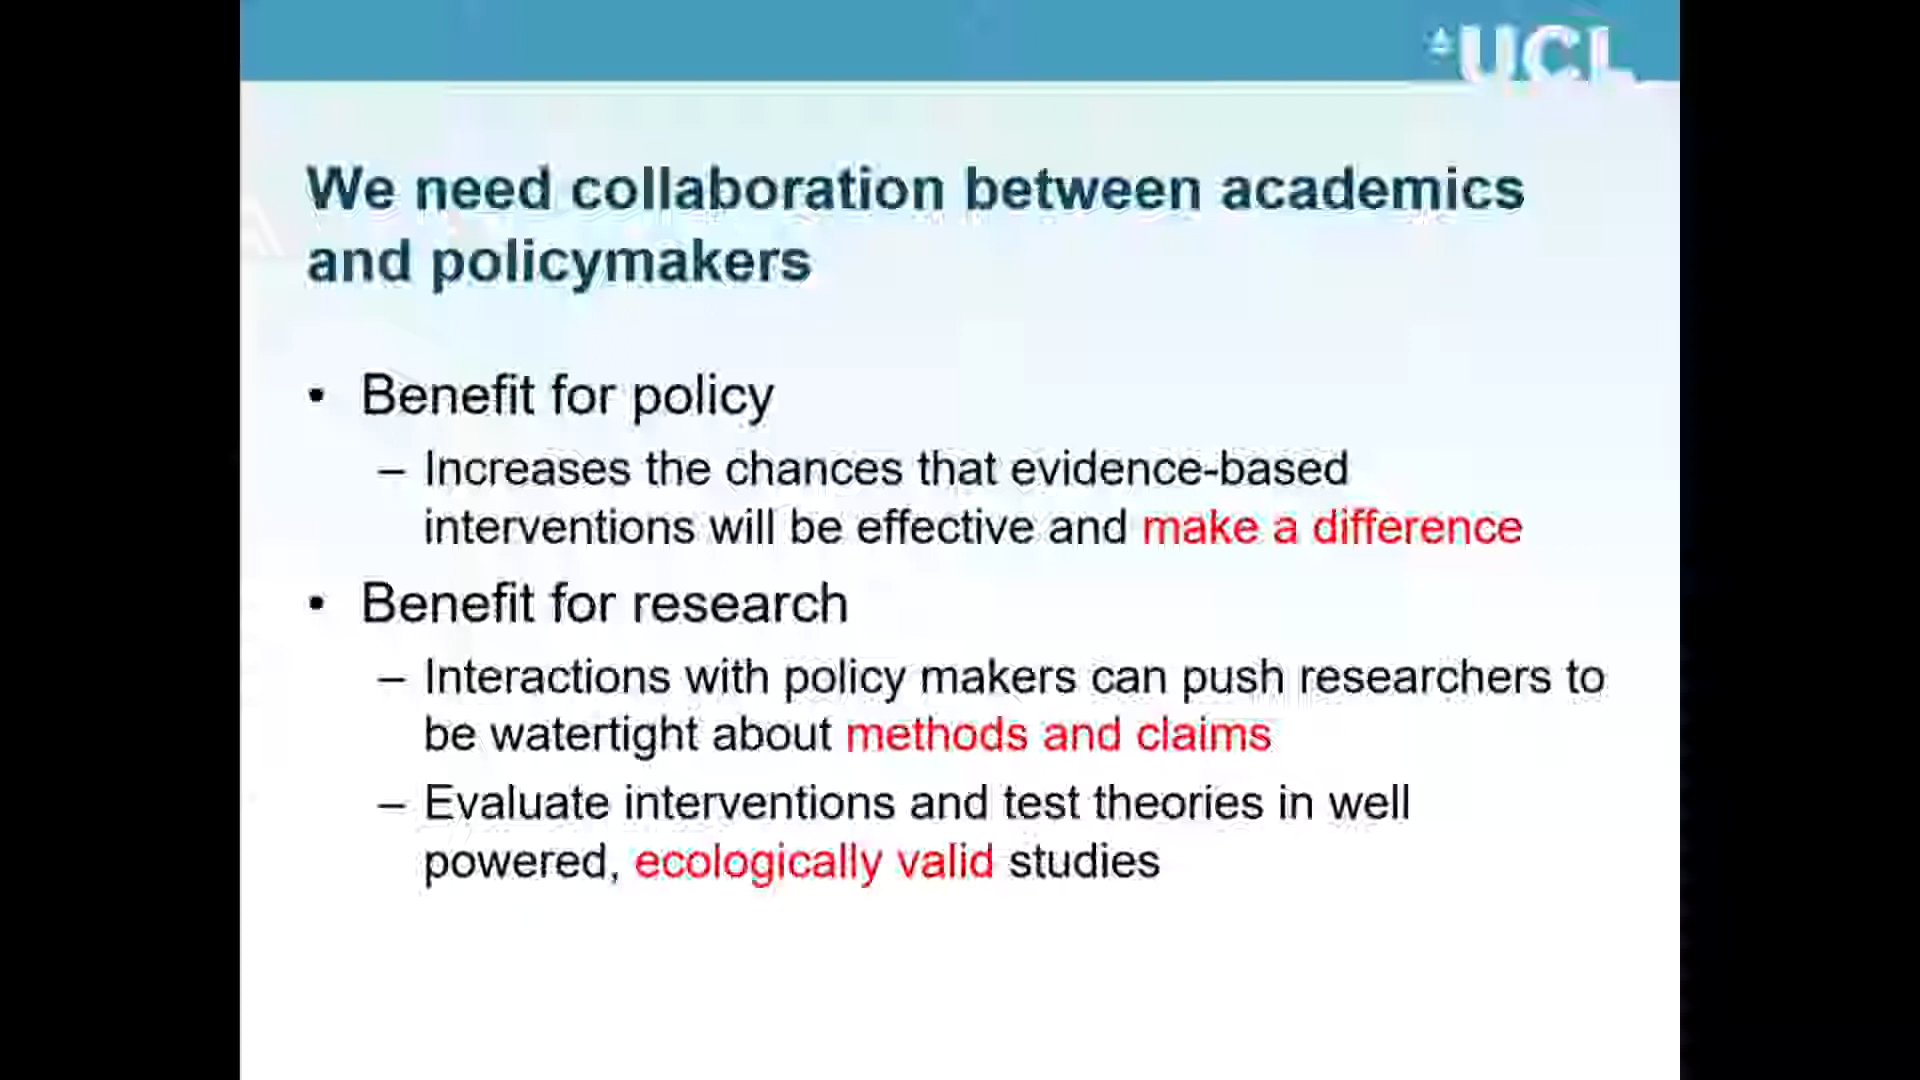 UCL
We need collaboration between academics
and policymakers
• Benefit for policy
– Increases the chances that evidence-based
interventions will be effective and make a difference
• Benefit for research
– Interactions with policy makers can push researchers to
be watertight about methods and claims
– Evaluate interventions and test theories in well
powered, ecologically valid studies